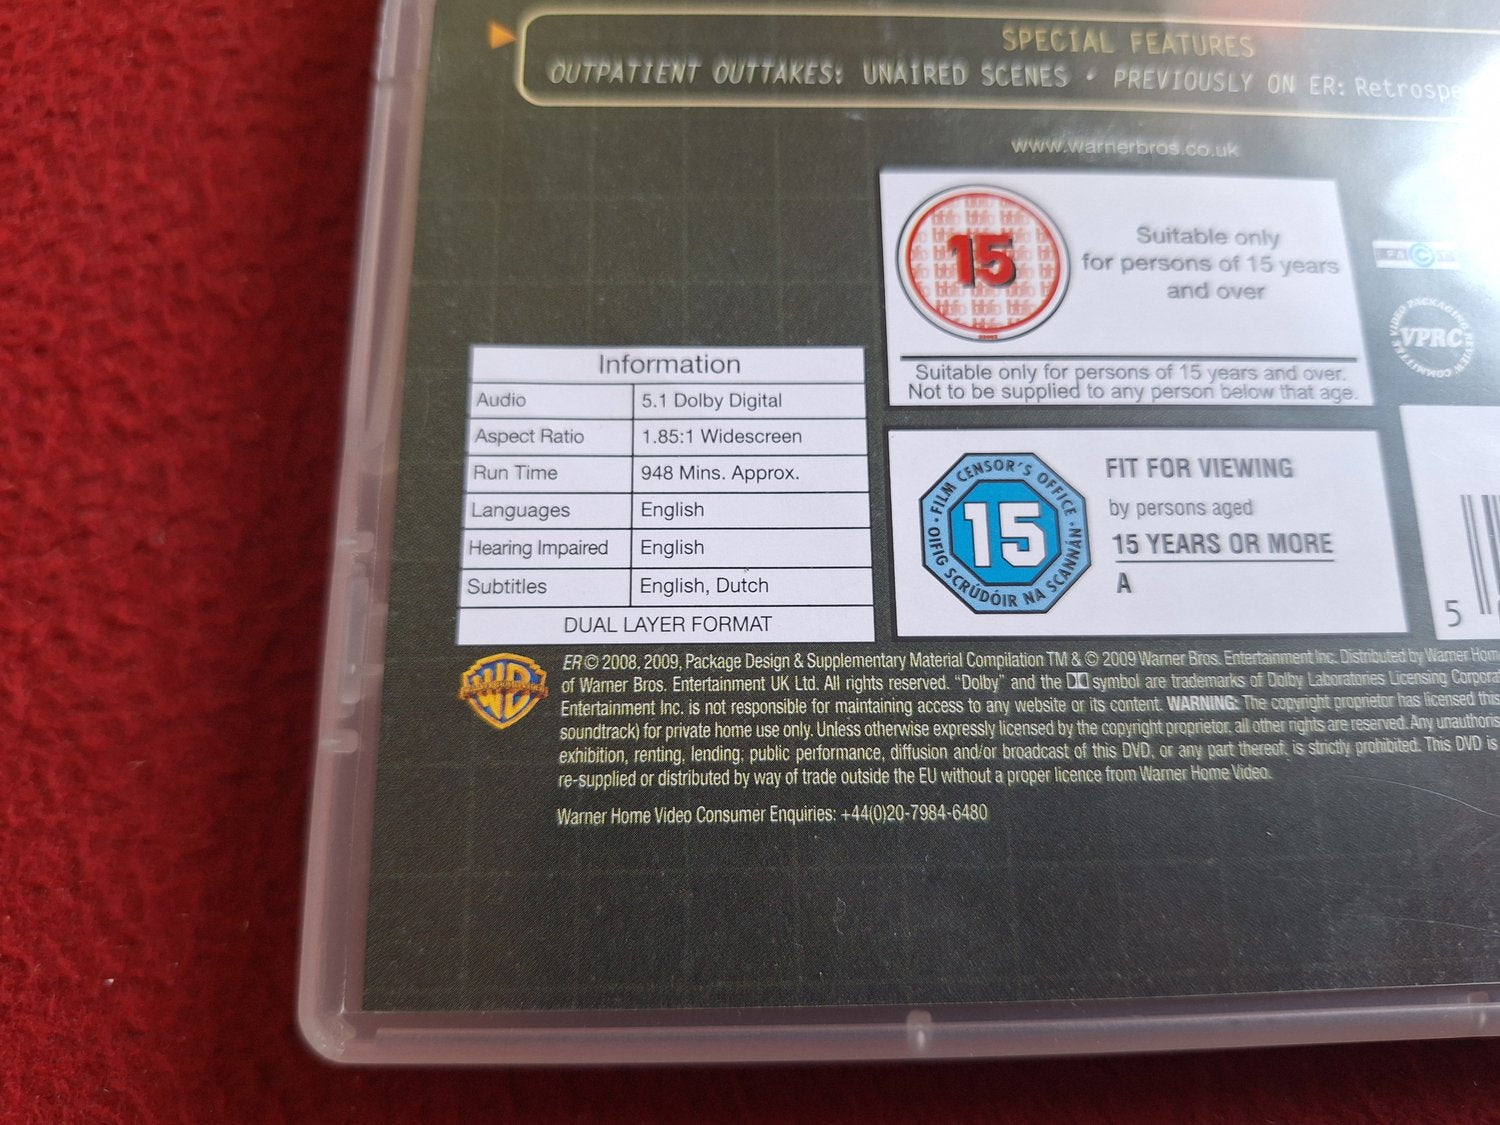 SPECIAL FEATURES
OUTPATIENT OUTTAKES: UNAIRED SCENES • PREVIOUSLY ON ER: Retrospe
www.warnerbros.co.uk
15
Suitable only
for persons of 15 years
and over
Suitable only for persons of 15 years and over.
Not to be supplied to any person below that age.
VIDEO PACKAGING REVIEW COMMITTEE
VPRC
Information
Audio 5.1 Dolby Digital
Aspect Ratio 1.85:1 Widescreen
Run Time 948 Mins. Approx.
Languages English
Hearing Impaired English
Subtitles English, Dutch
DUAL LAYER FORMAT
• FILM CENSOR'S OFFICE •
OIFIG SCRÚDÓIR NA SCANNÁN
15
FIT FOR VIEWING
by persons aged
15 YEARS OR MORE
A
5
WB
ER © 2008, 2009, Package Design & Supplementary Material Compilation TM & © 2009 Warner Bros. Entertainment Inc. Distributed by Warner Hom
of Warner Bros. Entertainment UK Ltd. All rights reserved. "Dolby" and the symbol are trademarks of Dolby Laboratories Licensing Corporat
Entertainment Inc. is not responsible for maintaining access to any website or its content. WARNING: The copyright proprietor has licensed this
soundtrack) for private home use only. Unless otherwise expressly licensed by the copyright proprietor, all other rights are reserved. Any unauthoris
exhibition, renting, lending, public performance, diffusion and/or broadcast of this DVD, or any part thereof, is strictly prohibited. This DVD is
re-supplied or distributed by way of trade outside the EU without a proper licence from Warner Home Video.
Warner Home Video Consumer Enquiries: +44(0)20-7984-6480